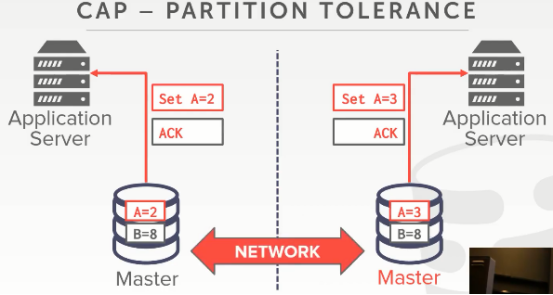 CAP – PARTITION TOLERANCE
Application
Server
Set A=2
ACK
A=2
B=8
Master
NETWORK
Set A=3
ACK
Application
Server
A=3
B=8
Master